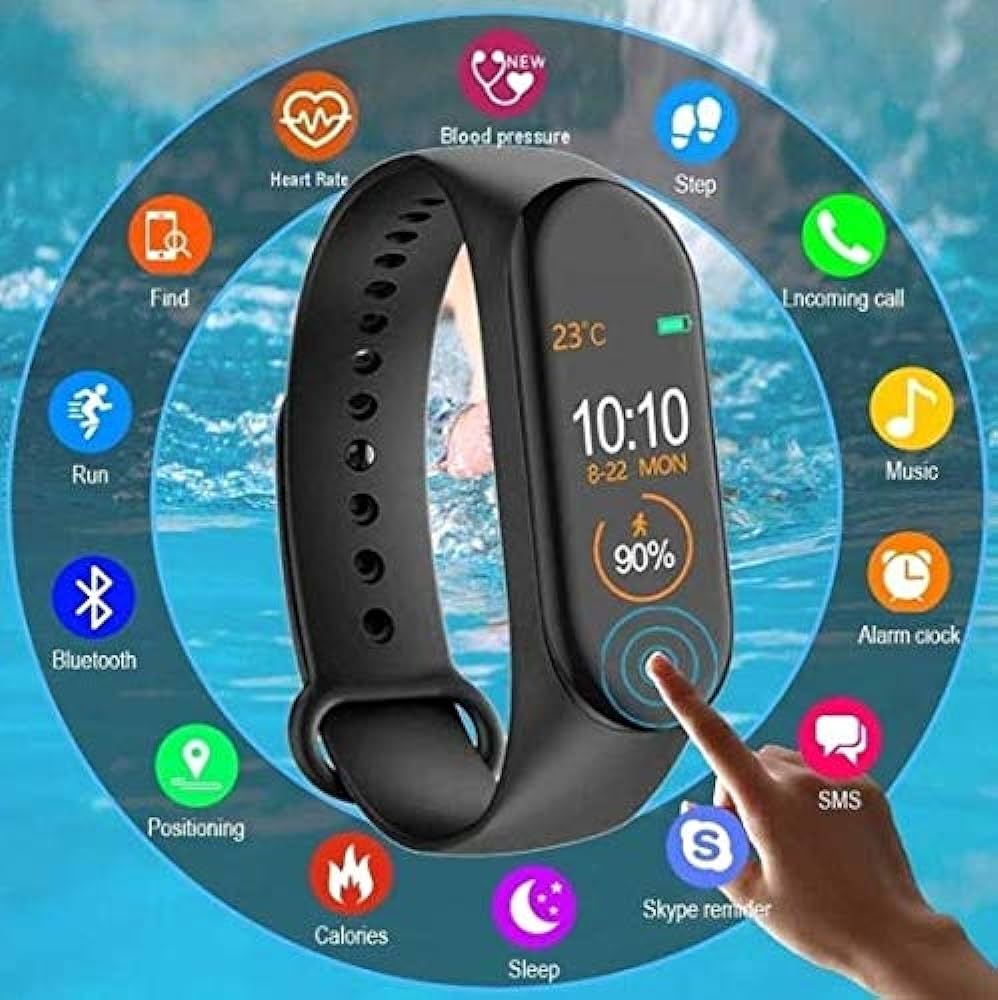 NEW
Blood pressure
Heart Rate
Step
Find
Lncoming call
23°C
Run
10:10
8-22 MON
Music
90%
Bluetooth
Alarm clock
Positioning
SMS
Calories
Skype remider
Sleep